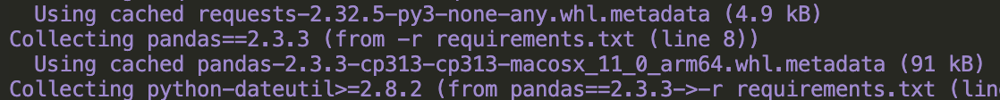 Using cached requests-2.32.5-py3-none-any.whl.metadata (4.9 kB)
Collecting pandas==2.3.3 (from -r requirements.txt (line 8))
Using cached pandas-2.3.3-cp313-cp313-macosx_11_0_arm64.whl.metadata (91 kB)
Collecting python-dateutil>=2.8.2 (from pandas==2.3.3->-r requirements.txt (lin